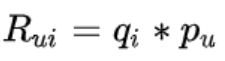 R_{ui} = q_i * p_u